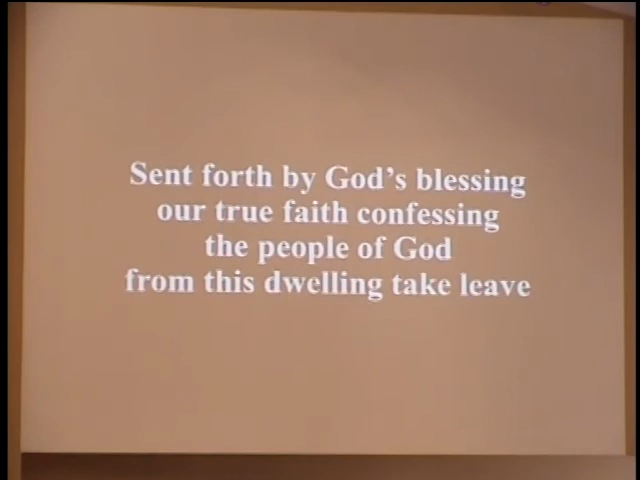 Sent forth by God's blessing
our true faith confessing
the people of God
from this dwelling take leave